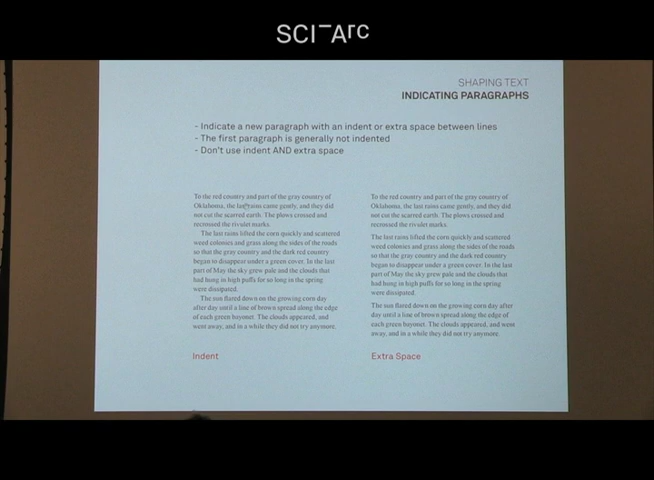 SCI-Arc
SHAPING TEXT
INDICATING PARAGRAPHS
- Indicate a new paragraph with an indent or extra space between lines
- The first paragraph is generally not indented
- Don't use indent AND extra space
To the red country and part of the gray country of
Oklahoma, the last rains came gently, and they did
not cut the scarred earth. The plows crossed and
recrossed the rivulet marks.
The last rains lifted the corn quickly and scattered
weed colonies and grass along the sides of the roads
so that the gray country and the dark red country
began to disappear under a green cover. In the last
part of May the sky grew pale and the clouds that
had hung in high puffs for so long in the spring
were dissipated.
The sun flared down on the growing corn day
after day until a line of brown spread along the edge
of each green bayonet. The clouds appeared, and
went away, and in a while they did not try anymore.
Indent
To the red country and part of the gray country of
Oklahoma, the last rains came gently, and they did
not cut the scarred earth. The plows crossed and
recrossed the rivulet marks.
The last rains lifted the corn quickly and scattered
weed colonies and grass along the sides of the roads
so that the gray country and the dark red country
began to disappear under a green cover. In the last
part of May the sky grew pale and the clouds that
had hung in high puffs for so long in the spring
were dissipated.
The sun flared down on the growing corn day after
day until a line of brown spread along the edge of
each green bayonet. The clouds appeared, and went
away, and in a while they did not try anymore.
Extra Space